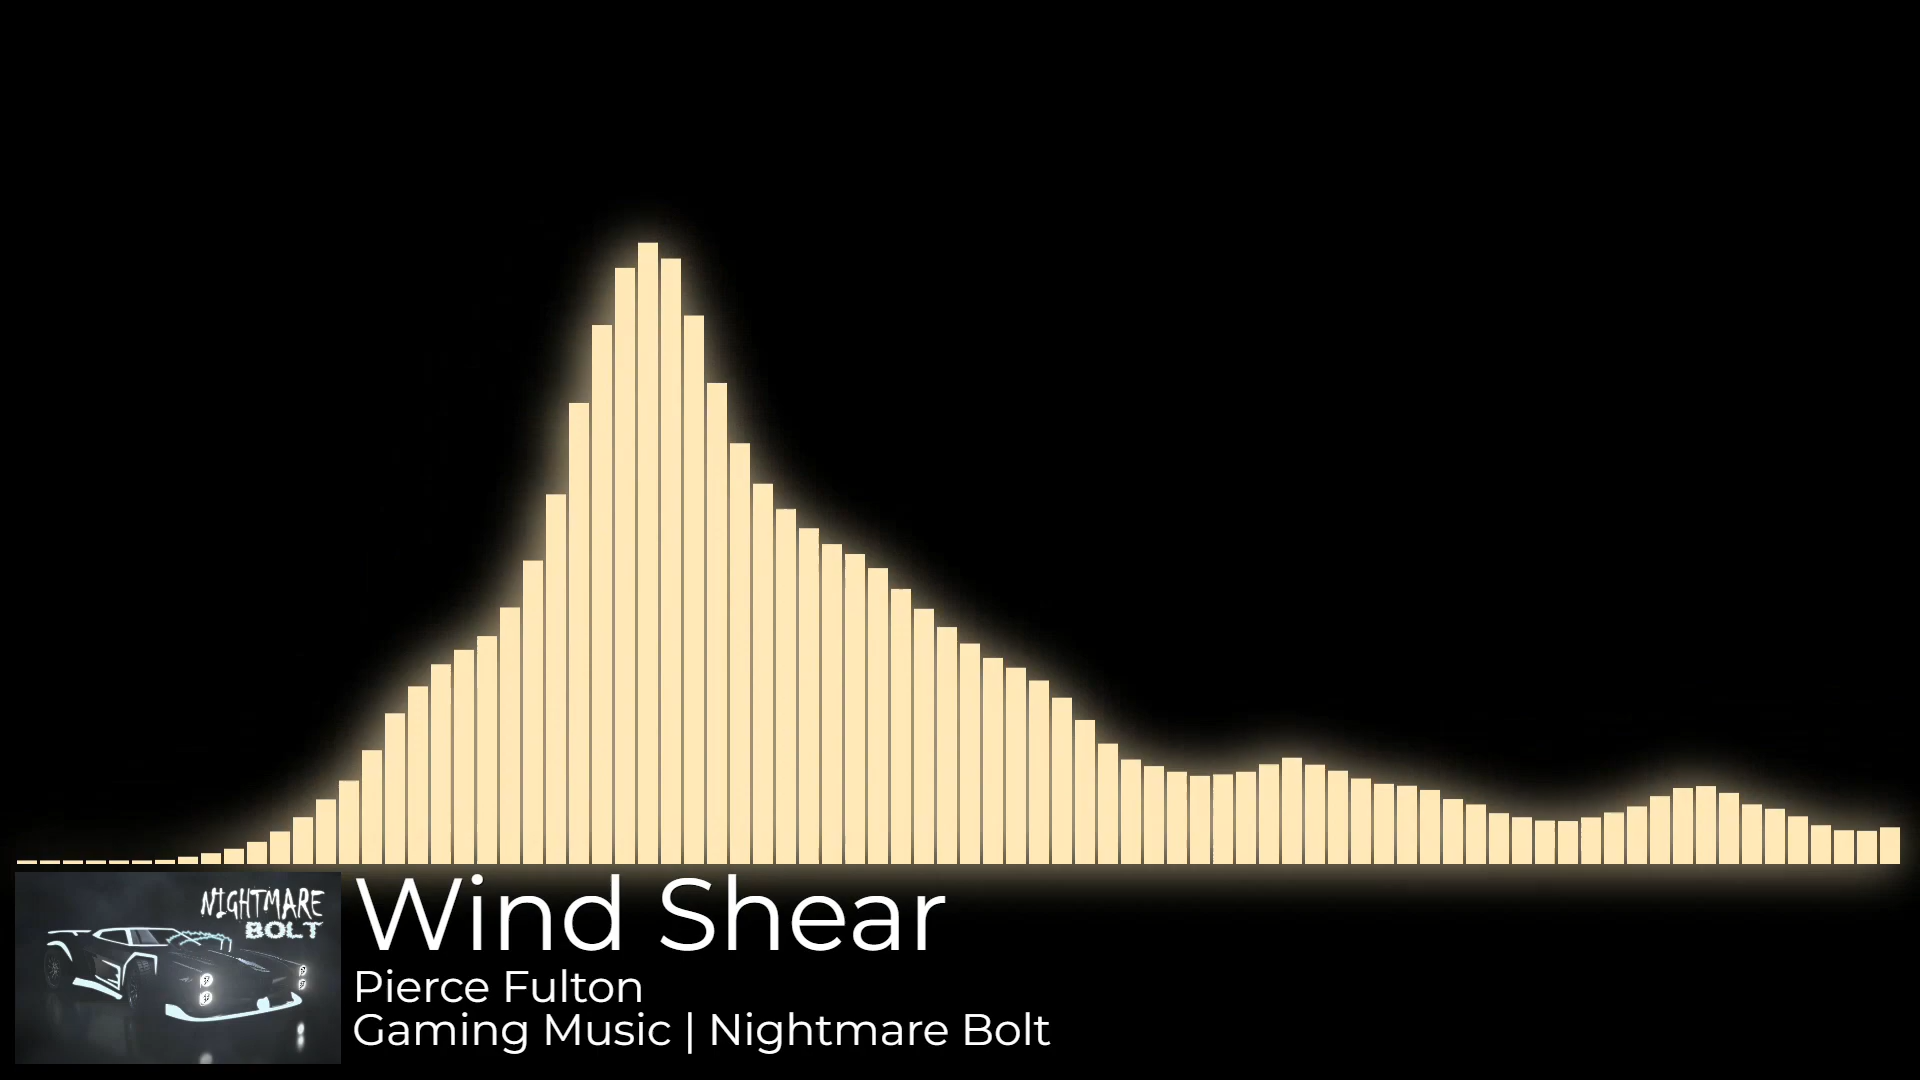 NIGHTMARE
BOLT
Wind Shear
Pierce Fulton
Gaming Music | Nightmare Bolt